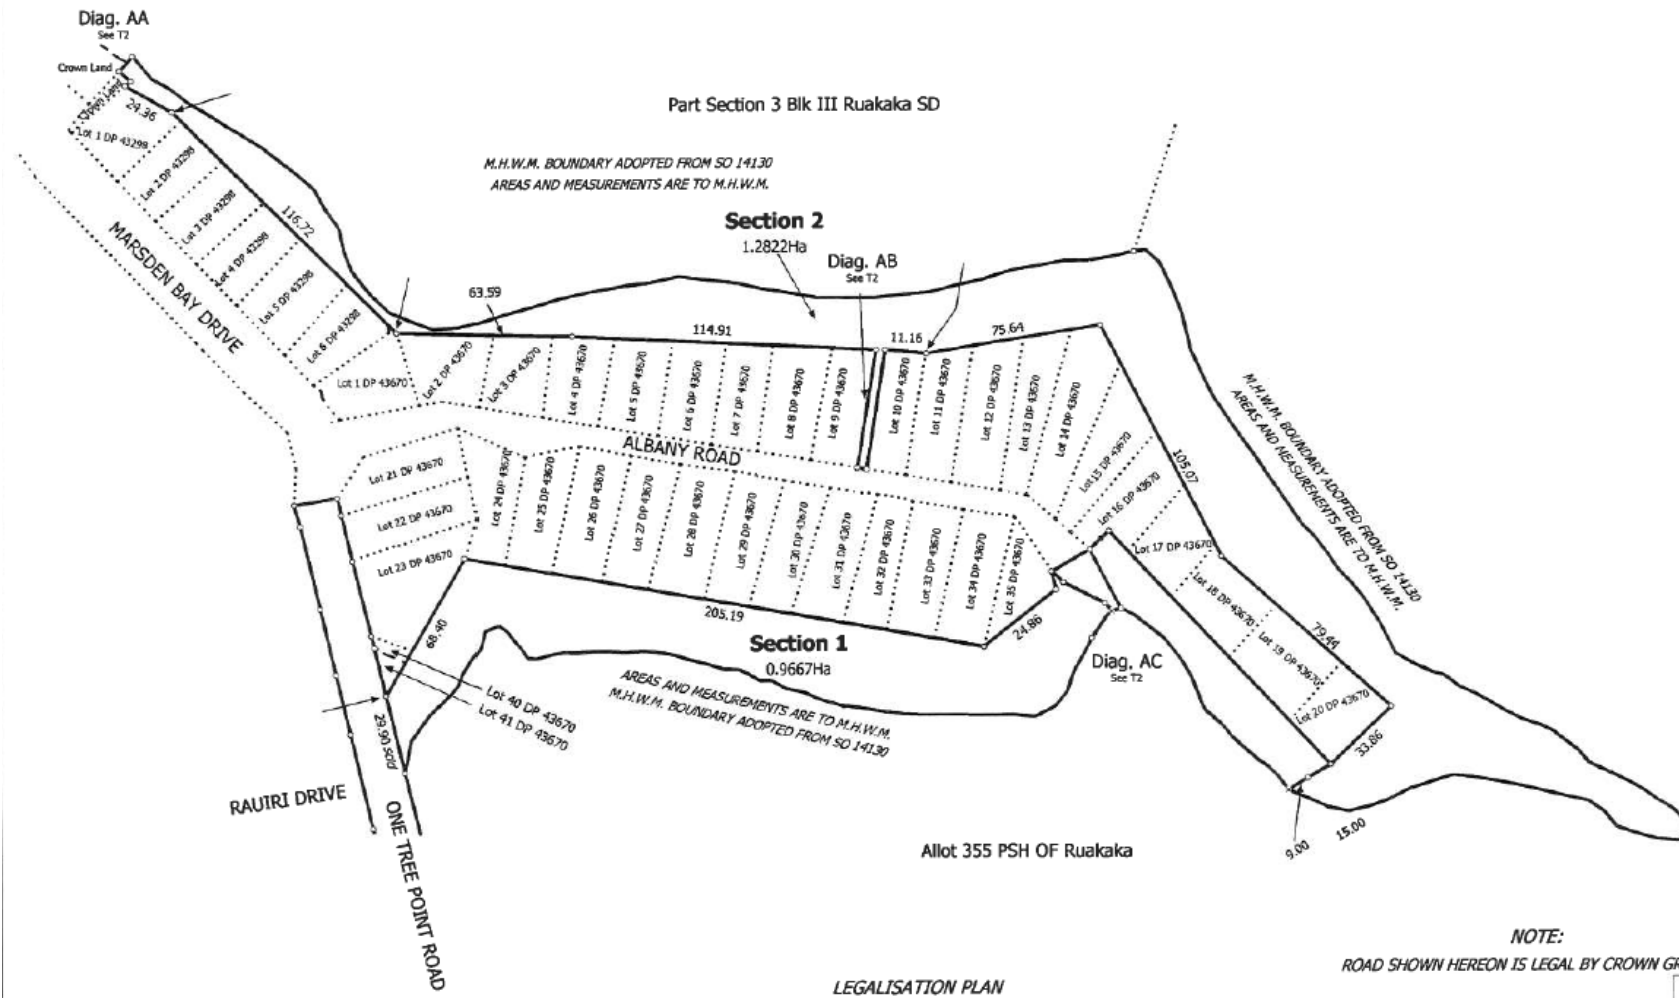 Diag. AA
See T2
Crown Land
Crown Land
24.36
Lot 1 DP 43298
Lot 2 DP 43298
Lot 3 DP 43298
Lot 4 DP 43298
Lot 5 DP 43298
Lot 6 DP 43298
116.72
MARSDEN BAY DRIVE
Part Section 3 Blk III Ruakaka SD
M.H.W.M. BOUNDARY ADOPTED FROM SO 14130
AREAS AND MEASUREMENTS ARE TO M.H.W.M.
Section 2
1.2822Ha
Diag. AB
See T2
63.59
114.91
11.16
75.64
Lot 1 DP 43670
Lot 2 DP 43670
Lot 3 DP 43670
Lot 4 DP 43670
Lot 5 DP 43670
Lot 6 DP 43670
Lot 7 DP 43670
Lot 8 DP 43670
Lot 9 DP 43670
Lot 10 DP 43670
Lot 11 DP 43670
Lot 12 DP 43670
Lot 13 DP 43670
Lot 14 DP 43670
Lot 15 DP 43670
Lot 16 DP 43670
Lot 17 DP 43670
Lot 18 DP 43670
Lot 19 DP 43670
Lot 20 DP 43670
105.07
79.44
33.86
M.H.W.M. BOUNDARY ADOPTED FROM SO 14130
AREAS AND MEASUREMENTS ARE TO M.H.W.M.
ALBANY ROAD
Lot 21 DP 43670
Lot 22 DP 43670
Lot 23 DP 43670
Lot 24 DP 43670
Lot 25 DP 43670
Lot 26 DP 43670
Lot 27 DP 43670
Lot 28 DP 43670
Lot 29 DP 43670
Lot 30 DP 43670
Lot 31 DP 43670
Lot 32 DP 43670
Lot 33 DP 43670
Lot 34 DP 43670
Lot 35 DP 43670
68.40
205.19
24.86
Section 1
0.9667Ha
AREAS AND MEASUREMENTS ARE TO M.H.W.M.
M.H.W.M. BOUNDARY ADOPTED FROM SO 14130
Diag. AC
See T2
Lot 40 DP 43670
Lot 41 DP 43670
29.90 sold
RAUIRI DRIVE
ONE TREE POINT ROAD
9.00
15.00
Allot 355 PSH OF Ruakaka
NOTE:
ROAD SHOWN HEREON IS LEGAL BY CROWN GR
LEGALISATION PLAN